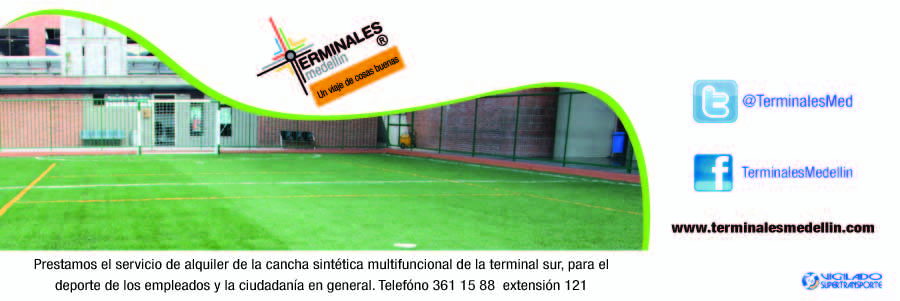 TERMINALES
medellín
®
Un viaje de cosas buenas
@TerminalesMed
TerminalesMedellin
www.terminalesmedellin.com
Prestamos el servicio de alquiler de la cancha sintética multifuncional de la terminal sur, para el
deporte de los empleados y la ciudadanía en general. Telefóno 361 15 88 extensión 121
VIGILADO
SUPERTRANSPORTE